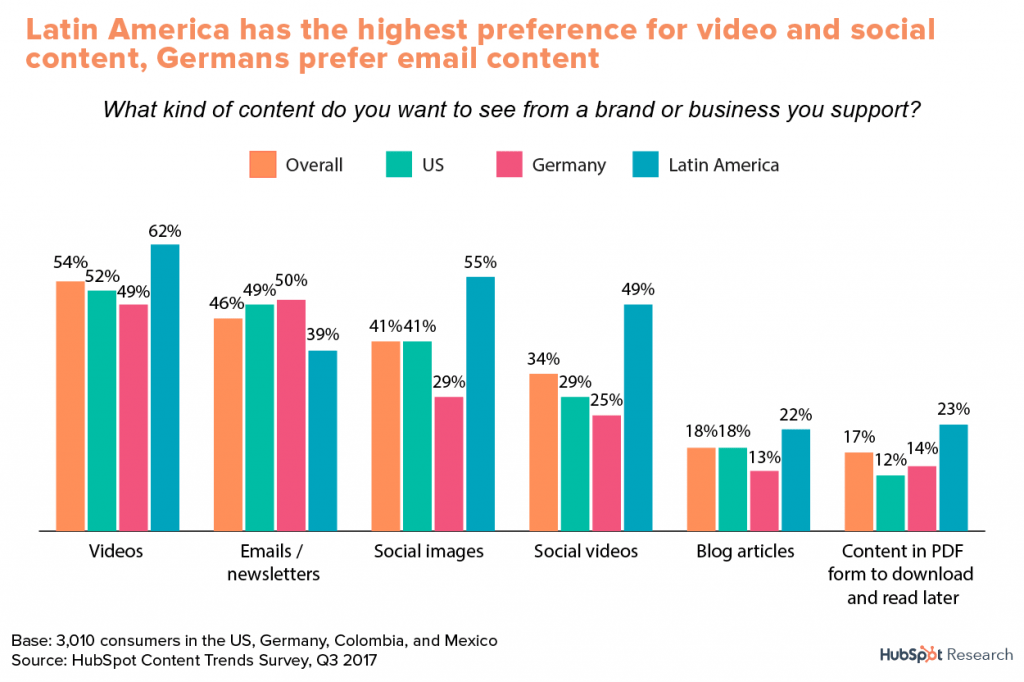 Latin America has the highest preference for video and social
content, Germans prefer email content
What kind of content do you want to see from a brand or business you support?
Overall US Germany Latin America
54% 52% 49% 62%
46% 49% 50% 39%
41% 41% 29% 55%
34% 29% 25% 49%
18% 18% 13% 22%
17% 12% 14% 23%
Videos
Emails /
newsletters
Social images
Social videos
Blog articles
Content in PDF
form to download
and read later
Base: 3,010 consumers in the US, Germany, Colombia, and Mexico
Source: HubSpot Content Trends Survey, Q3 2017
HubSpot Research